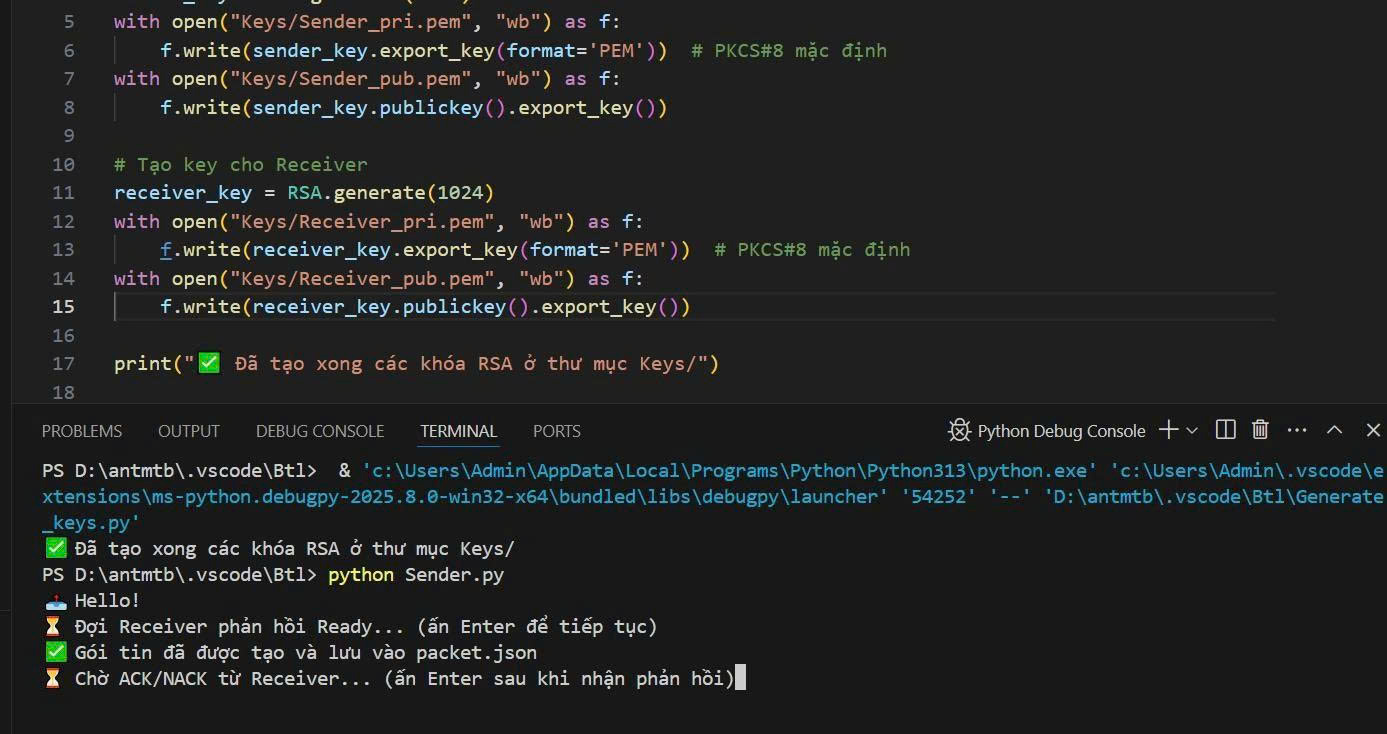 5 with open("Keys/Sender_pri.pem", "wb") as f:
6 f.write(sender_key.export_key(format='PEM')) # PKCS#8 mặc định
7 with open("Keys/Sender_pub.pem", "wb") as f:
8 f.write(sender_key.publickey().export_key())
9
10 # Tạo key cho Receiver
11 receiver_key = RSA.generate(1024)
12 with open("Keys/Receiver_pri.pem", "wb") as f:
13 f.write(receiver_key.export_key(format='PEM')) # PKCS#8 mặc định
14 with open("Keys/Receiver_pub.pem", "wb") as f:
15 f.write(receiver_key.publickey().export_key())
16
17 print("✅ Đã tạo xong các khóa RSA ở thư mục Keys/")
18
PROBLEMS OUTPUT DEBUG CONSOLE TERMINAL PORTS Python Debug Console
PS D:\antmtb\.vscode\Btl> & 'c:\Users\Admin\AppData\Local\Programs\Python\Python313\python.exe' 'c:\Users\Admin\.vscode\e
xtensions\ms-python.debugpy-2025.8.0-win32-x64\bundled\libs\debugpy\launcher' '54252' '--' 'D:\antmtb\.vscode\Btl\Generate
_keys.py'
✅ Đã tạo xong các khóa RSA ở thư mục Keys/
PS D:\antmtb\.vscode\Btl> python Sender.py
📤 Hello!
⏳ Đợi Receiver phản hồi Ready... (ấn Enter để tiếp tục)
✅ Gói tin đã được tạo và lưu vào packet.json
⏳ Chờ ACK/NACK từ Receiver... (ấn Enter sau khi nhận phản hồi)